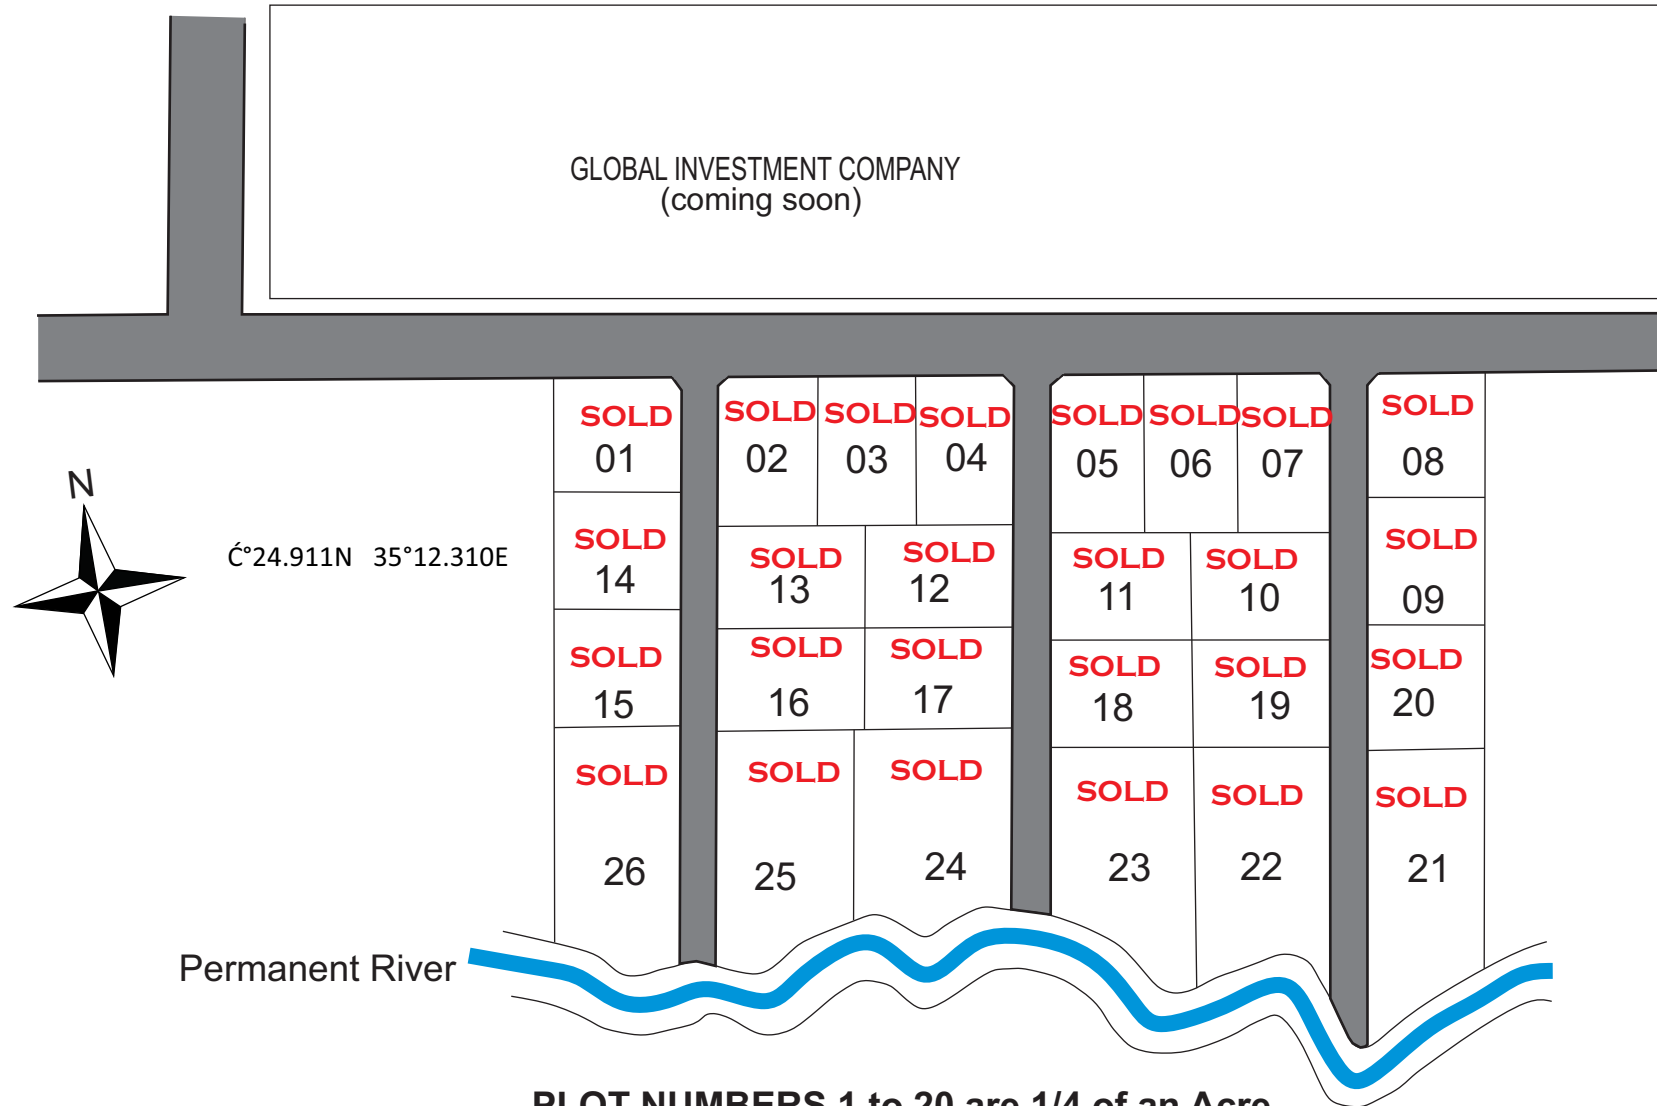 GLOBAL INVESTMENT COMPANY
(coming soon)
SOLD SOLD SOLD SOLD SOLD SOLD SOLD SOLD
01 02 03 04 05 06 07 08
N
Ć°24.911N 35°12.310E
SOLD SOLD SOLD SOLD SOLD SOLD
14 13 12 11 10 09
SOLD SOLD SOLD SOLD SOLD SOLD
15 16 17 18 19 20
SOLD SOLD SOLD SOLD SOLD SOLD
26 25 24 23 22 21
Permanent River
PLOT NUMBERS 1 to 20 are 1/4 of an Acre